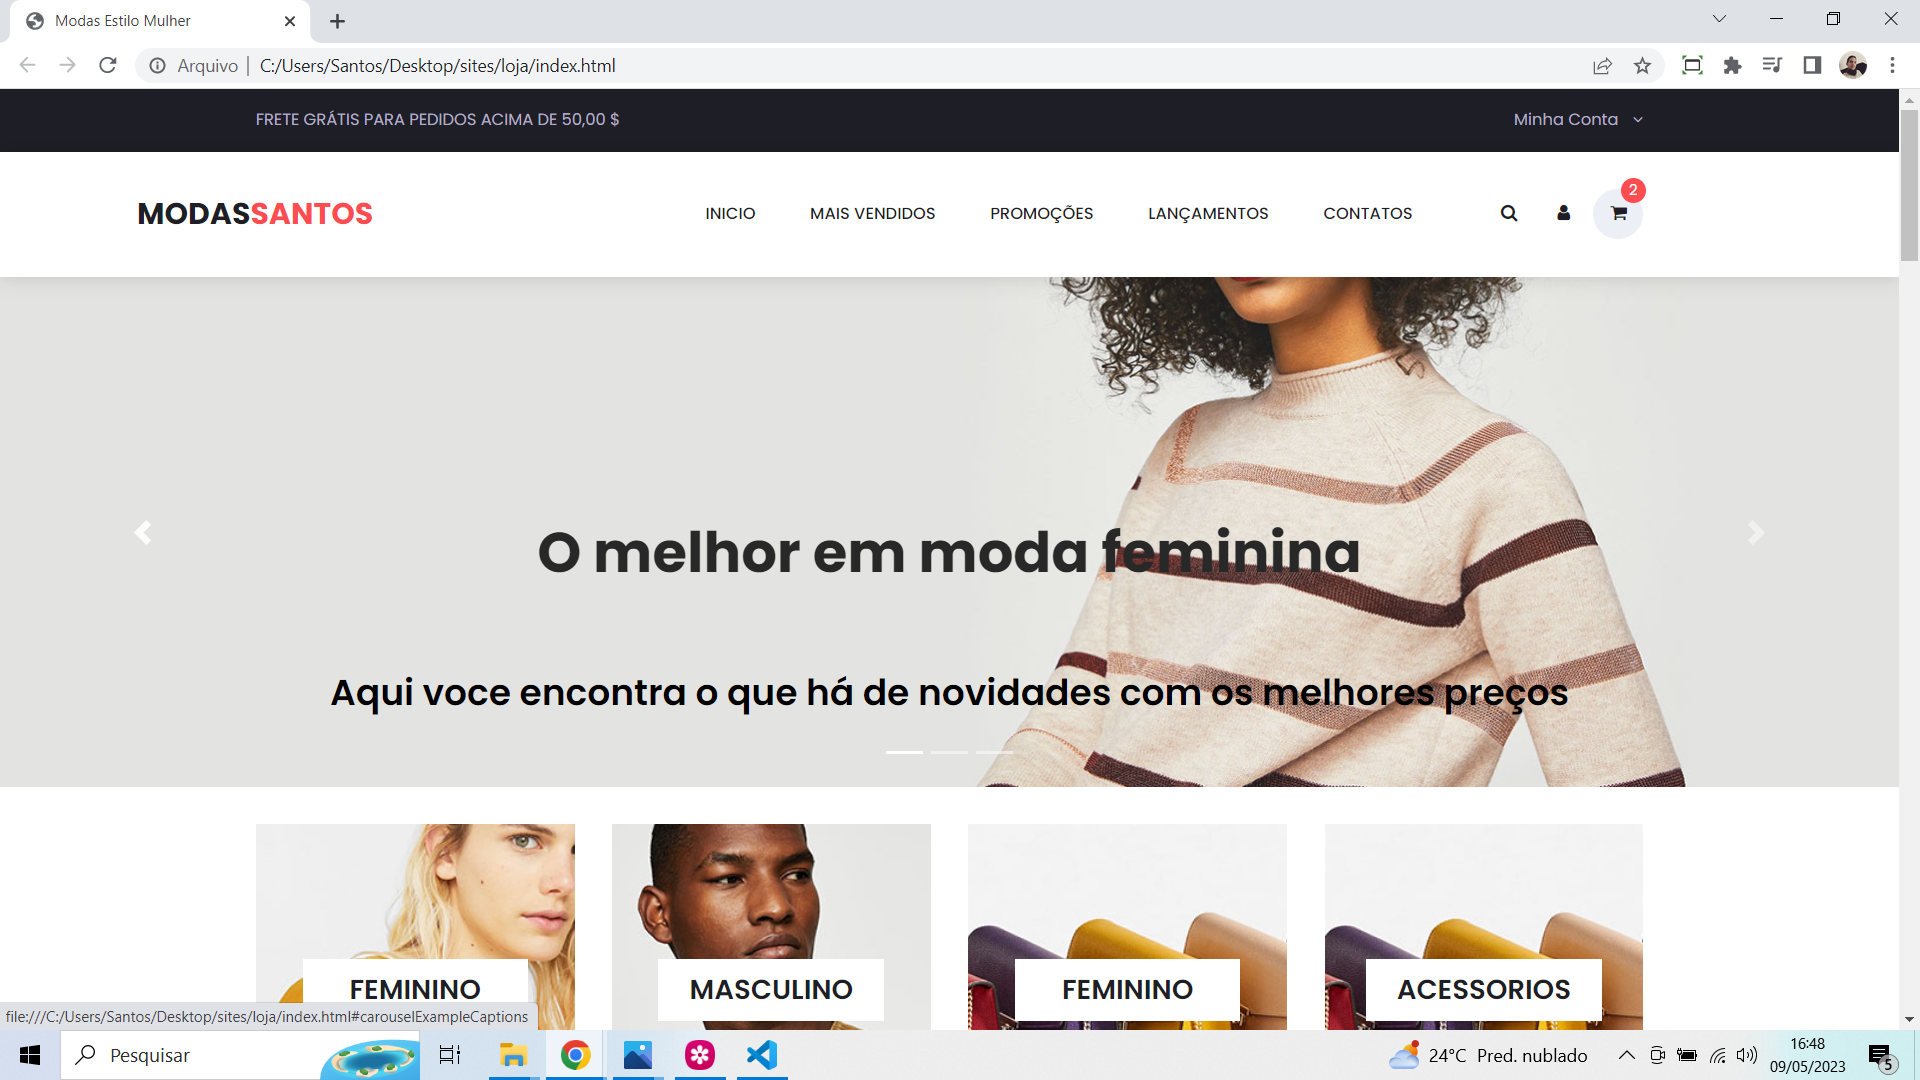 Modas Estilo Mulher
Arquivo | C:/Users/Santos/Desktop/sites/loja/index.html
FRETE GRÁTIS PARA PEDIDOS ACIMA DE 50,00 $
Minha Conta
MODASSANTOS
INICIO MAIS VENDIDOS PROMOÇÕES LANÇAMENTOS CONTATOS
2
O melhor em moda feminina
Aqui voce encontra o que há de novidades com os melhores preços
FEMININO MASCULINO FEMININO ACESSORIOS
file:///C:/Users/Santos/Desktop/sites/loja/index.html#carouselExampleCaptions
Pesquisar
24°C Pred. nublado
16:48
09/05/2023
5